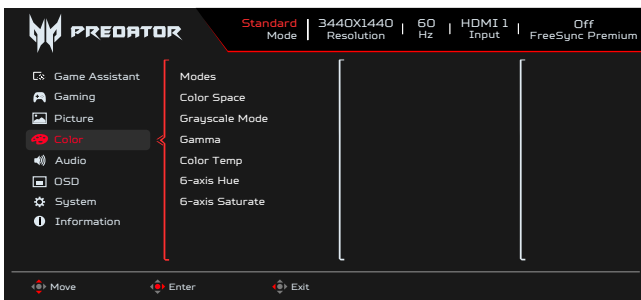 PREDATOR
Standard 3440X1440 60 HDMI 1 Off
Mode Resolution Hz Input FreeSync Premium
Game Assistant Modes
Gaming Color Space
Picture Grayscale Mode
Color Gamma
Audio Color Temp
OSD 6-axis Hue
System 6-axis Saturate
Information
Move Enter Exit